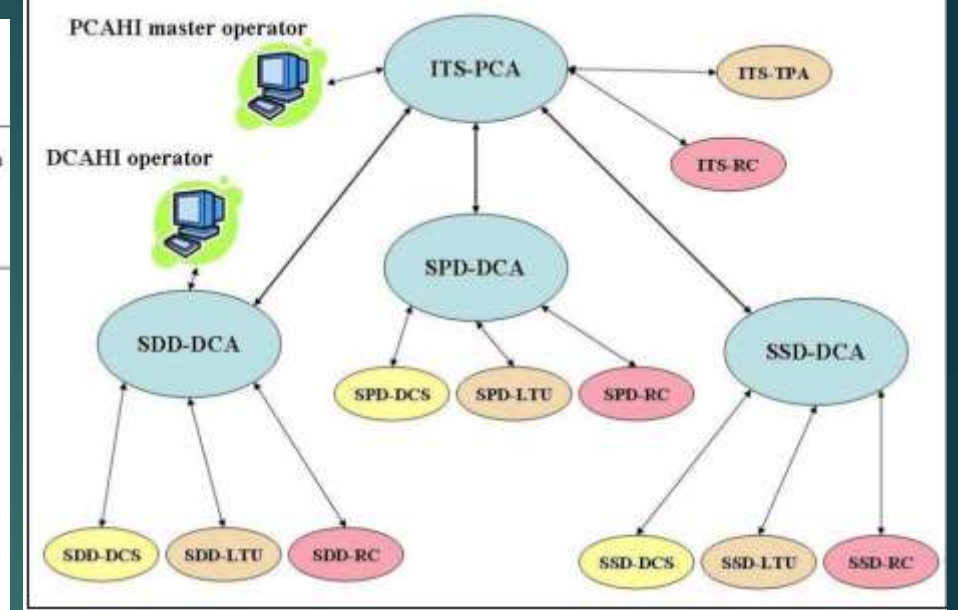 PCAHI master operator
ITS-PCA
ITS-TPA
ITS-RC
DCAHI operator
SPD-DCA
SDD-DCA
SSD-DCA
SPD-DCS
SPD-LTU
SPD-RC
SDD-DCS
SDD-LTU
SDD-RC
SSD-DCS
SSD-LTU
SSD-RC